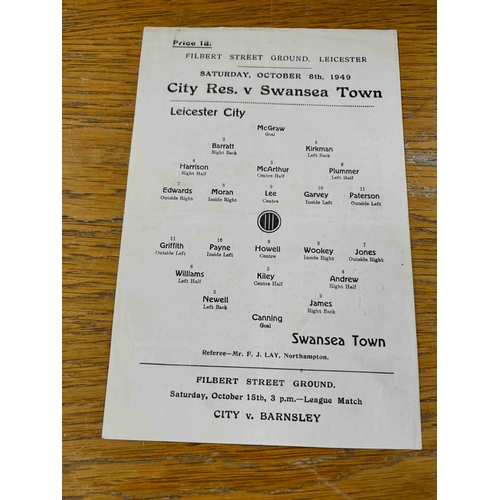 Price 1d.
FILBERT STREET GROUND, LEICESTER
SATURDAY, OCTOBER 8th, 1949
City Res. v Swansea Town
Leicester City
McGraw
Goal
2 3
Barratt Kirkman
Right Back Left Back
4 5 6
Harrison McArthur Plummer
Right Half Centre Half Left Half
7 8 9 10 11
Edwards Moran Lee Garvey Paterson
Outside Right Inside Right Centre Inside Left Outside Left
11 10 9 8 7
Griffith Payne Howell Wookey Jones
Outside Left Inside Left Centre Inside Right Outside Right
6 5 4
Williams Kiley Andrew
Left Half Centre Half Right Half
3 2
Newell James
Left Back Right Back
Canning
Goal
Swansea Town
Referee—Mr. F. J. LAY, Northampton.
FILBERT STREET GROUND.
Saturday, October 15th, 3 p.m.—League Match
CITY v. BARNSLEY